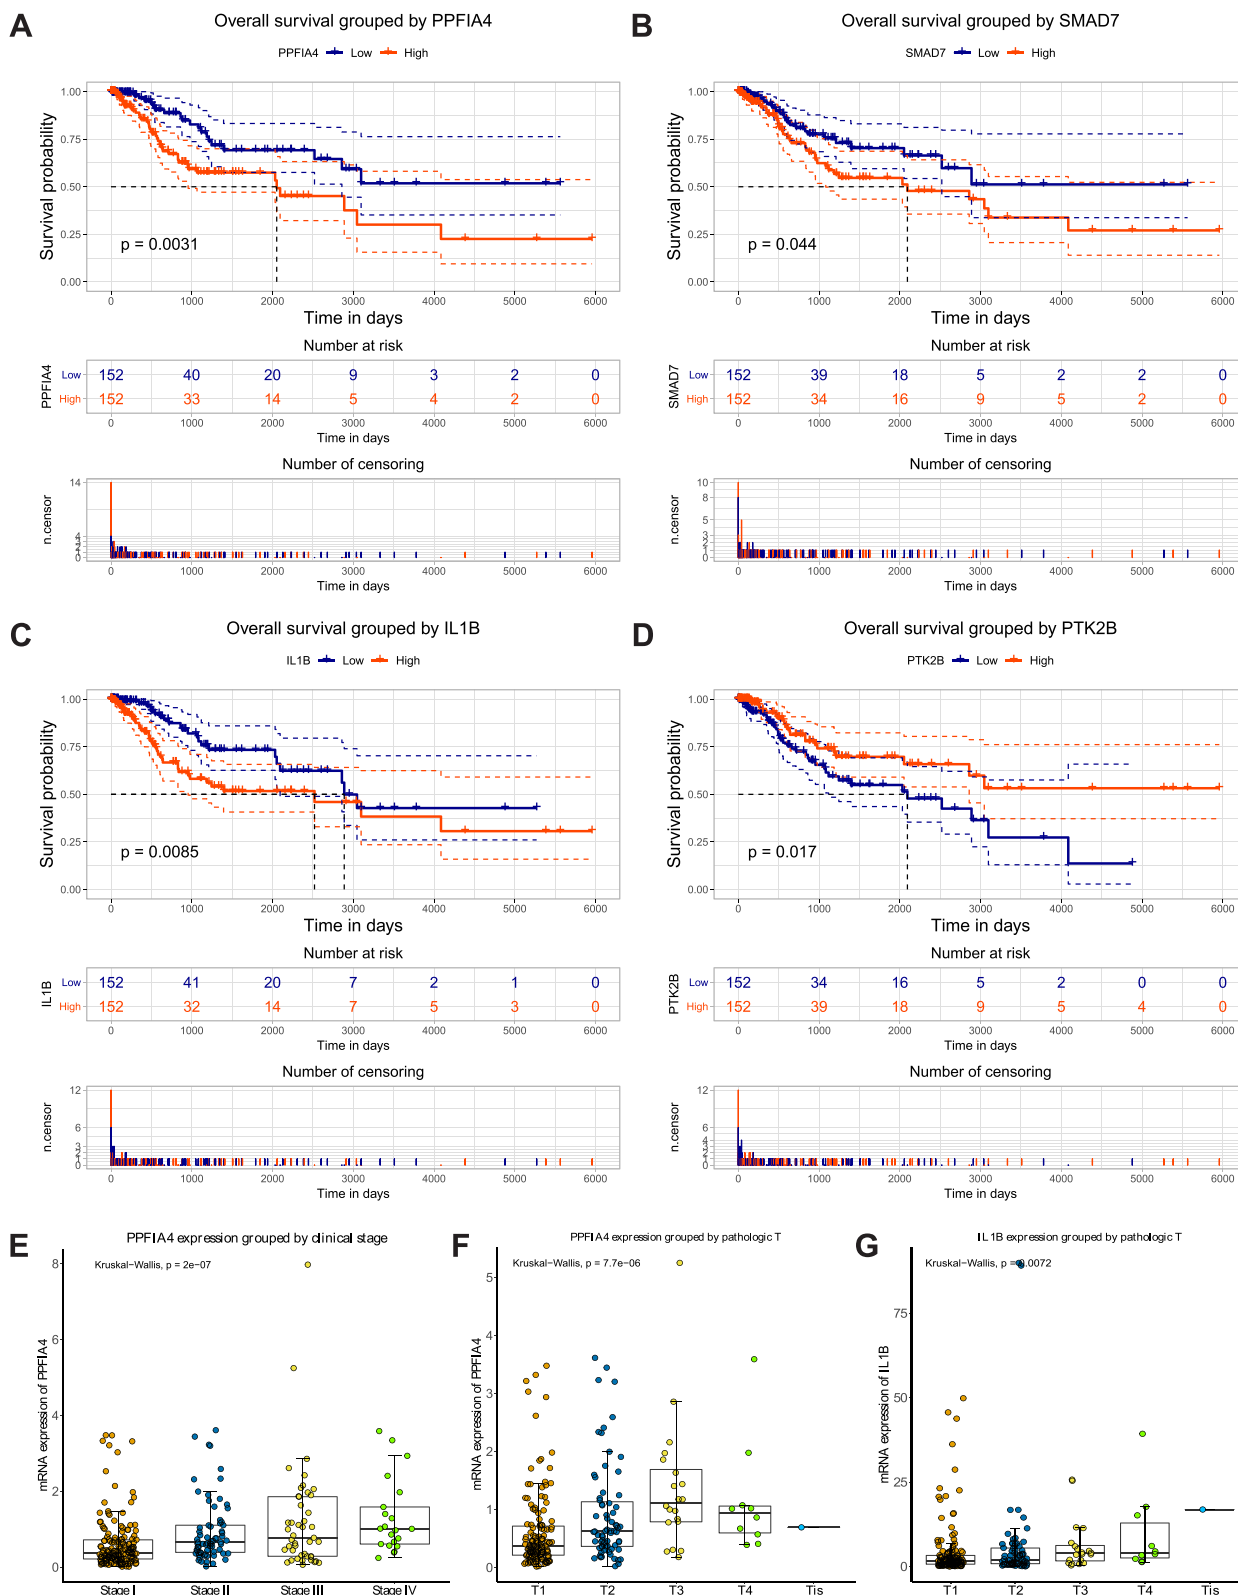 A
Overall survival grouped by PPFIA4
PPFIA4 Low High
Survival probability
1.00
0.75
0.50
0.25
0.00
p = 0.0031
0 1000 2000 3000 4000 5000 6000
Time in days
Number at risk
PPFIA4
Low 152 40 20 9 3 2 0
High 152 33 14 5 4 2 0
0 1000 2000 3000 4000 5000 6000
Time in days
Number of censoring
n.censor
14
4
3
2
1
0
0 1000 2000 3000 4000 5000 6000
Time in days
B
Overall survival grouped by SMAD7
SMAD7 Low High
Survival probability
1.00
0.75
0.50
0.25
0.00
p = 0.044
0 1000 2000 3000 4000 5000 6000
Time in days
Number at risk
SMAD7
Low 152 39 18 5 2 2 0
High 152 34 16 9 5 2 0
0 1000 2000 3000 4000 5000 6000
Time in days
Number of censoring
n.censor
10
8
5
3
2
1
0
0 1000 2000 3000 4000 5000 6000
Time in days
C
Overall survival grouped by IL1B
IL1B Low High
Survival probability
1.00
0.75
0.50
0.25
0.00
p = 0.0085
0 1000 2000 3000 4000 5000 6000
Time in days
Number at risk
IL1B
Low 152 41 20 7 2 1 0
High 152 32 14 7 5 3 0
0 1000 2000 3000 4000 5000 6000
Time in days
Number of censoring
n.censor
12
6
3
2
1
0
0 1000 2000 3000 4000 5000 6000
Time in days
D
Overall survival grouped by PTK2B
PTK2B Low High
Survival probability
1.00
0.75
0.50
0.25
0.00
p = 0.017
0 1000 2000 3000 4000 5000 6000
Time in days
Number at risk
PTK2B
Low 152 34 16 5 2 0 0
High 152 39 18 9 5 4 0
0 1000 2000 3000 4000 5000 6000
Time in days
Number of censoring
n.censor
12
6
4
3
2
1
0
0 1000 2000 3000 4000 5000 6000
Time in days
E
PPFIA4 expression grouped by clinical stage
Kruskal−Wallis, p = 2e−07
mRNA expression of PPFIA4
8
6
4
2
0
Stage I Stage II Stage III Stage IV
F
PPFIA4 expression grouped by pathologic T
Kruskal−Wallis, p = 7.7e−06
mRNA expression of PPFIA4
5
4
3
2
1
0
T1 T2 T3 T4 Tis
G
IL1B expression grouped by pathologic T
Kruskal−Wallis, p = 0.0072
mRNA expression of IL1B
75
50
25
0
T1 T2 T3 T4 Tis